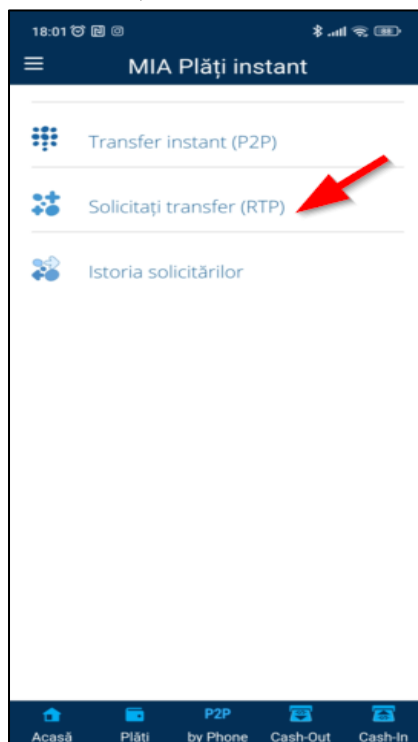 18:01
MIA Plăți instant
Transfer instant (P2P)
Solicitați transfer (RTP)
Istoria solicitărilor
P2P
Acasă Plăți by Phone Cash-Out Cash-In